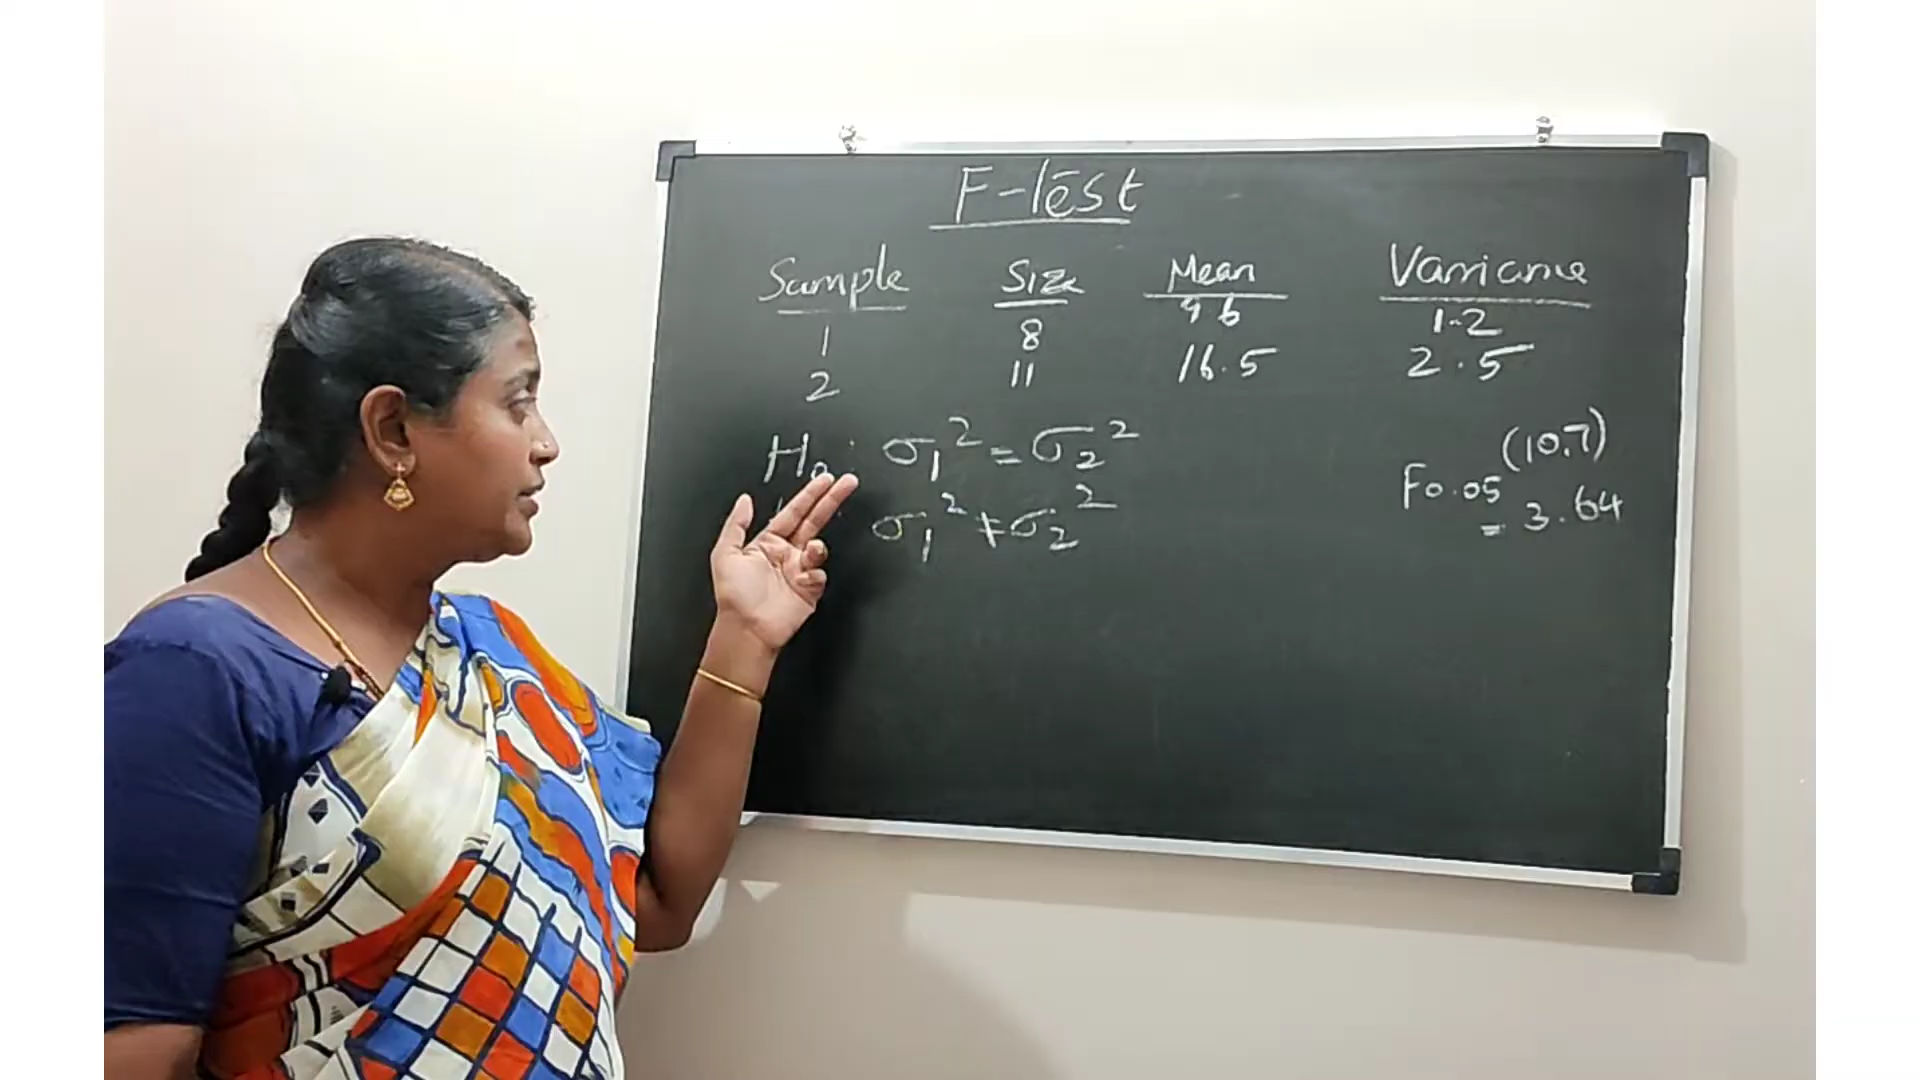 F-Test
Sample Size Mean Variance
1 8 9.6 1.2
2 11 16.5 2.5
H₀: σ₁² = σ₂²
σ₁² ≠ σ₂²
(10,7)
F0.05
= 3.64